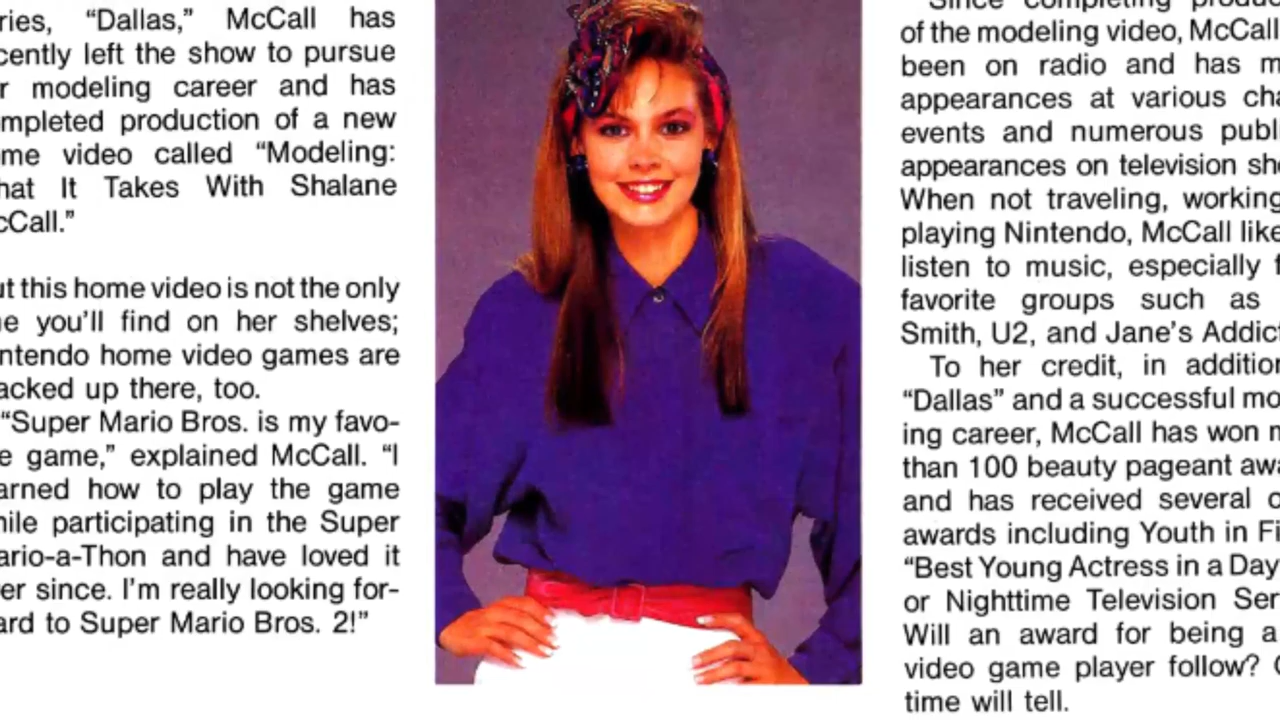 ries, “Dallas,” McCall has
cently left the show to pursue
r modeling career and has
mpleted production of a new
me video called “Modeling:
hat It Takes With Shalane
cCall.”
ut this home video is not the only
e you'll find on her shelves;
ntendo home video games are
acked up there, too.
“Super Mario Bros. is my favo-
e game,” explained McCall. “I
arned how to play the game
hile participating in the Super
ario-a-Thon and have loved it
er since. I'm really looking for-
ard to Super Mario Bros. 2!”
Since completing produc
of the modeling video, McCall
been on radio and has m
appearances at various cha
events and numerous publi
appearances on television sho
When not traveling, working
playing Nintendo, McCall like
listen to music, especially f
favorite groups such as
Smith, U2, and Jane's Addict
To her credit, in addition
“Dallas” and a successful mo
ing career, McCall has won m
than 100 beauty pageant awa
and has received several o
awards including Youth in Fi
“Best Young Actress in a Day
or Nighttime Television Ser
Will an award for being a
video game player follow? O
time will tell.